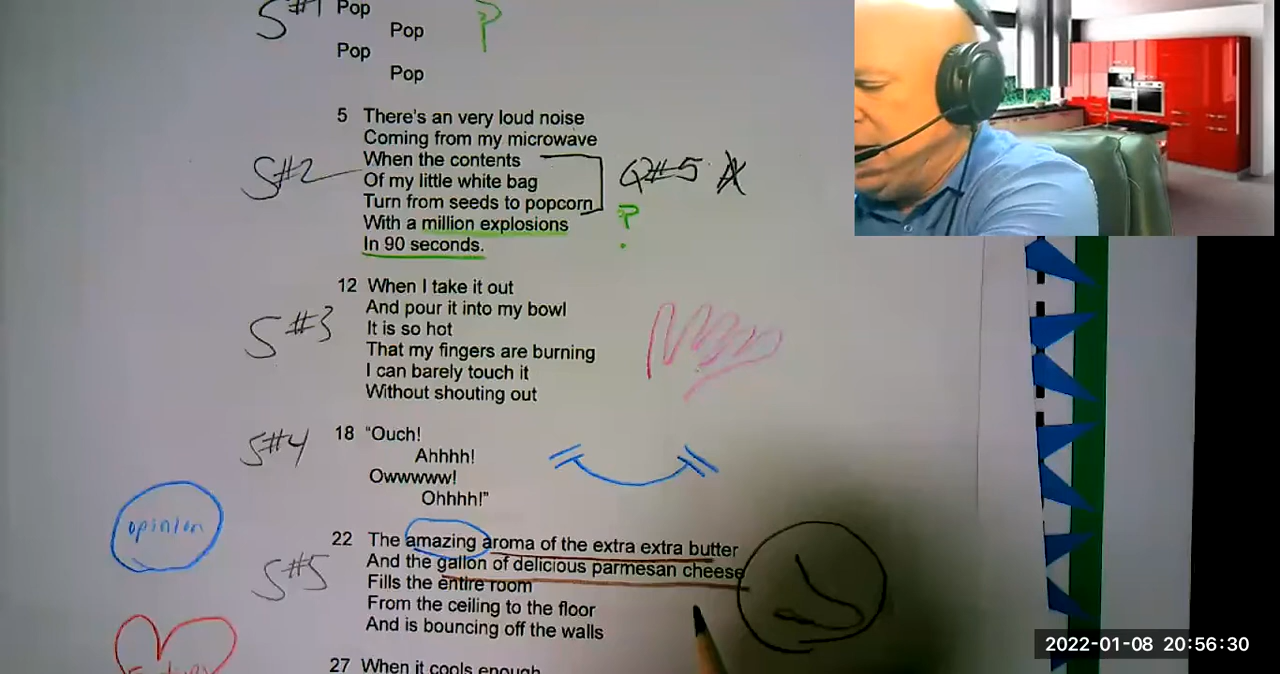 S#1 Pop
Pop
Pop
Pop
?
5 There's an very loud noise
Coming from my microwave
When the contents
Of my little white bag
Turn from seeds to popcorn
With a million explosions
In 90 seconds.
S#2
Q#5 A
?
12 When I take it out
And pour it into my bowl
It is so hot
That my fingers are burning
I can barely touch it
Without shouting out
S#3
18 "Ouch!
Ahhhh!
Owwwww!
Ohhhh!"
S#4
opinion
22 The amazing aroma of the extra extra butter
And the gallon of delicious parmesan cheese
Fills the entire room
From the ceiling to the floor
And is bouncing off the walls
S#5
27 When it cools enough
2022-01-08 20:56:30